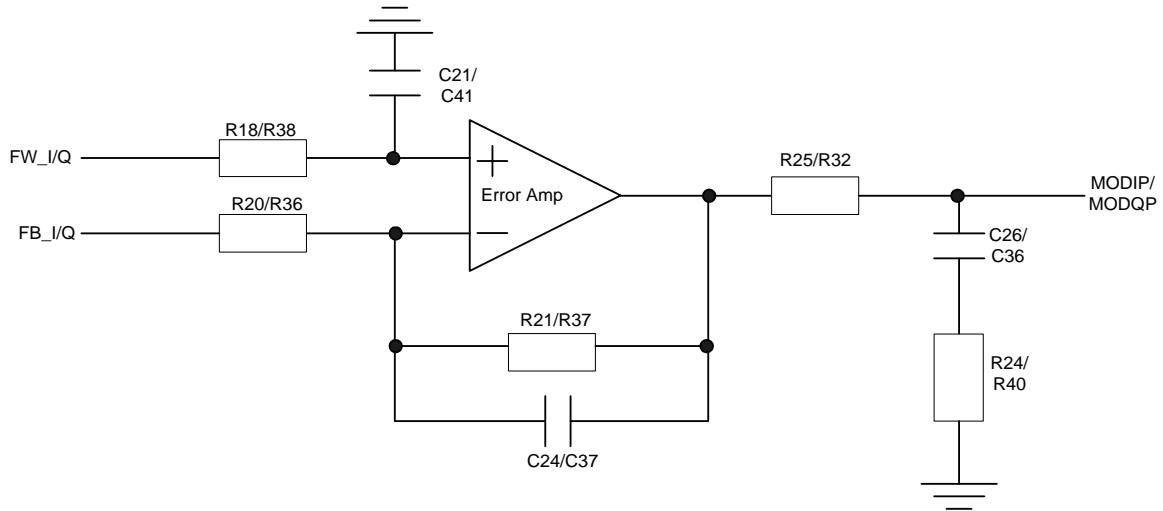 C21/
C41
R18/R38
FW_I/Q
R20/R36
FB_I/Q
+
Error Amp
−
R25/R32
MODIP/
MODQP
C26/
C36
R21/R37
R24/
R40
C24/C37